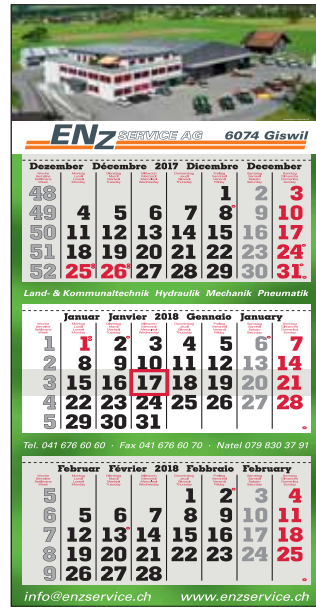 ENZ SERVICE AG 6074 Giswil
Dezember Décembre 2017 Dicembre December
48 1 2 3
49 4 5 6 7 8 9 10
50 11 12 13 14 15 16 17
51 18 19 20 21 22 23 24
52 25 26 27 28 29 30 31
Land- & Kommunaltechnik Hydraulik Mechanik Pneumatik
Januar Janvier 2018 Gennaio January
1 1 2 3 4 5 6 7
2 8 9 10 11 12 13 14
3 15 16 17 18 19 20 21
4 22 23 24 25 26 27 28
5 29 30 31
Tel. 041 676 60 60 · Fax 041 676 60 70 · Natel 079 830 37 91
Februar Février 2018 Febbraio February
5 1 2 3 4
6 5 6 7 8 9 10 11
7 12 13 14 15 16 17 18
8 19 20 21 22 23 24 25
9 26 27 28
info@enzservice.ch www.enzservice.ch